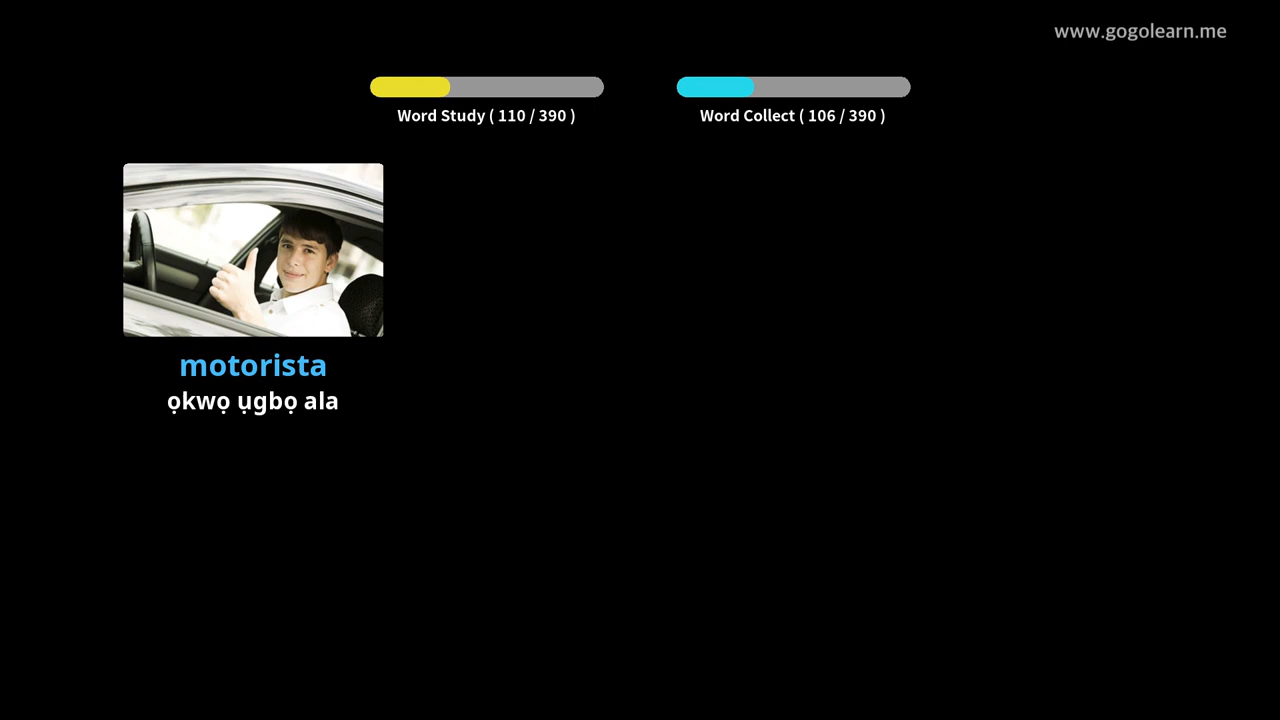 www.gogolearn.me
Word Study ( 110 / 390 )
Word Collect ( 106 / 390 )
motorista
ọkwọ ụgbọ ala